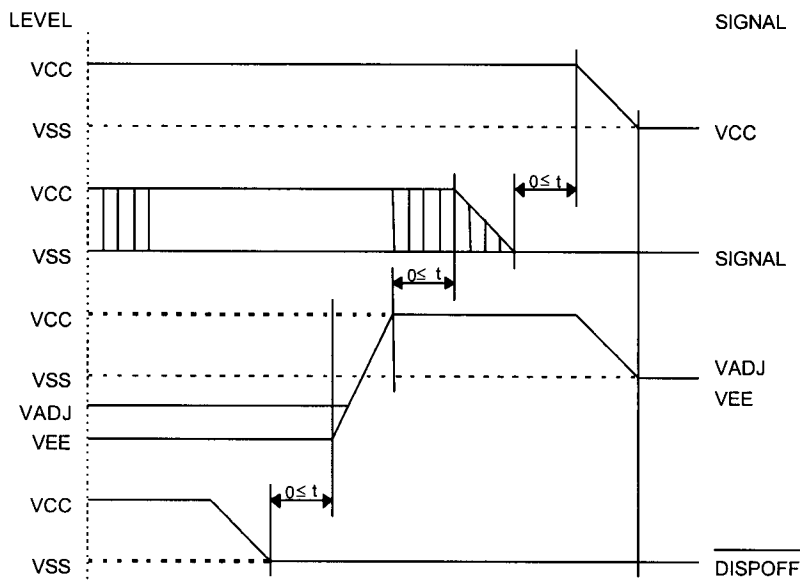 LEVEL SIGNAL
VCC
VSS VCC
0≤ t
VCC
VSS SIGNAL
0≤ t
VCC
VSS VADJ
VADJ VEE
VEE
0≤ t
VCC
VSS DISPOFF